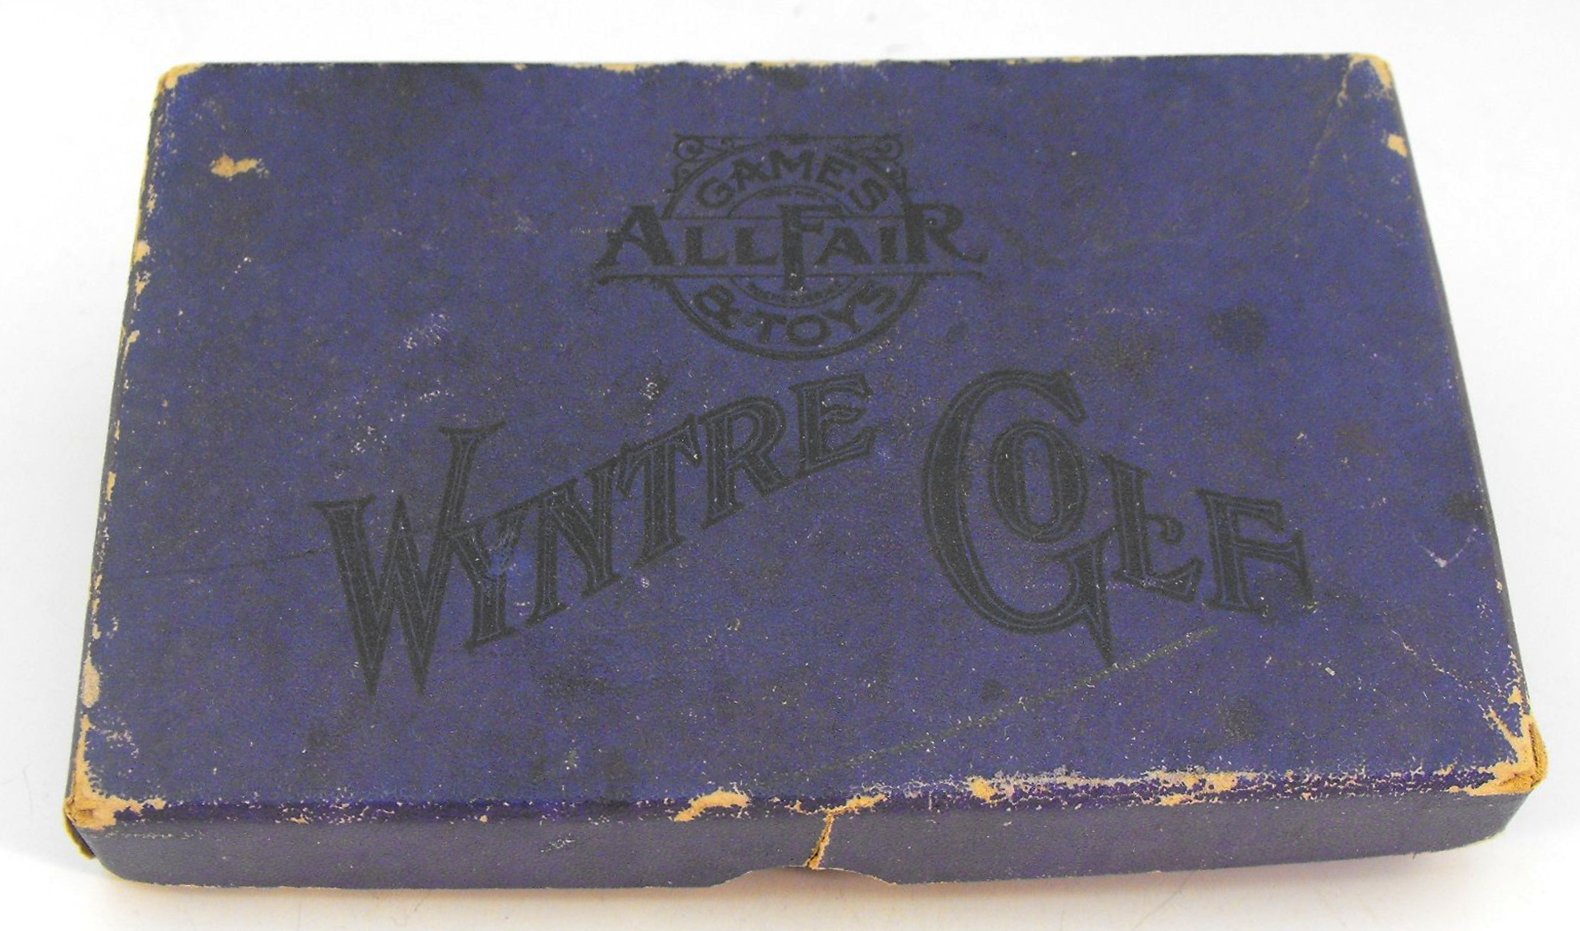 GAMES
ALLFAIR
& TOYS
WYNTRE GOLF